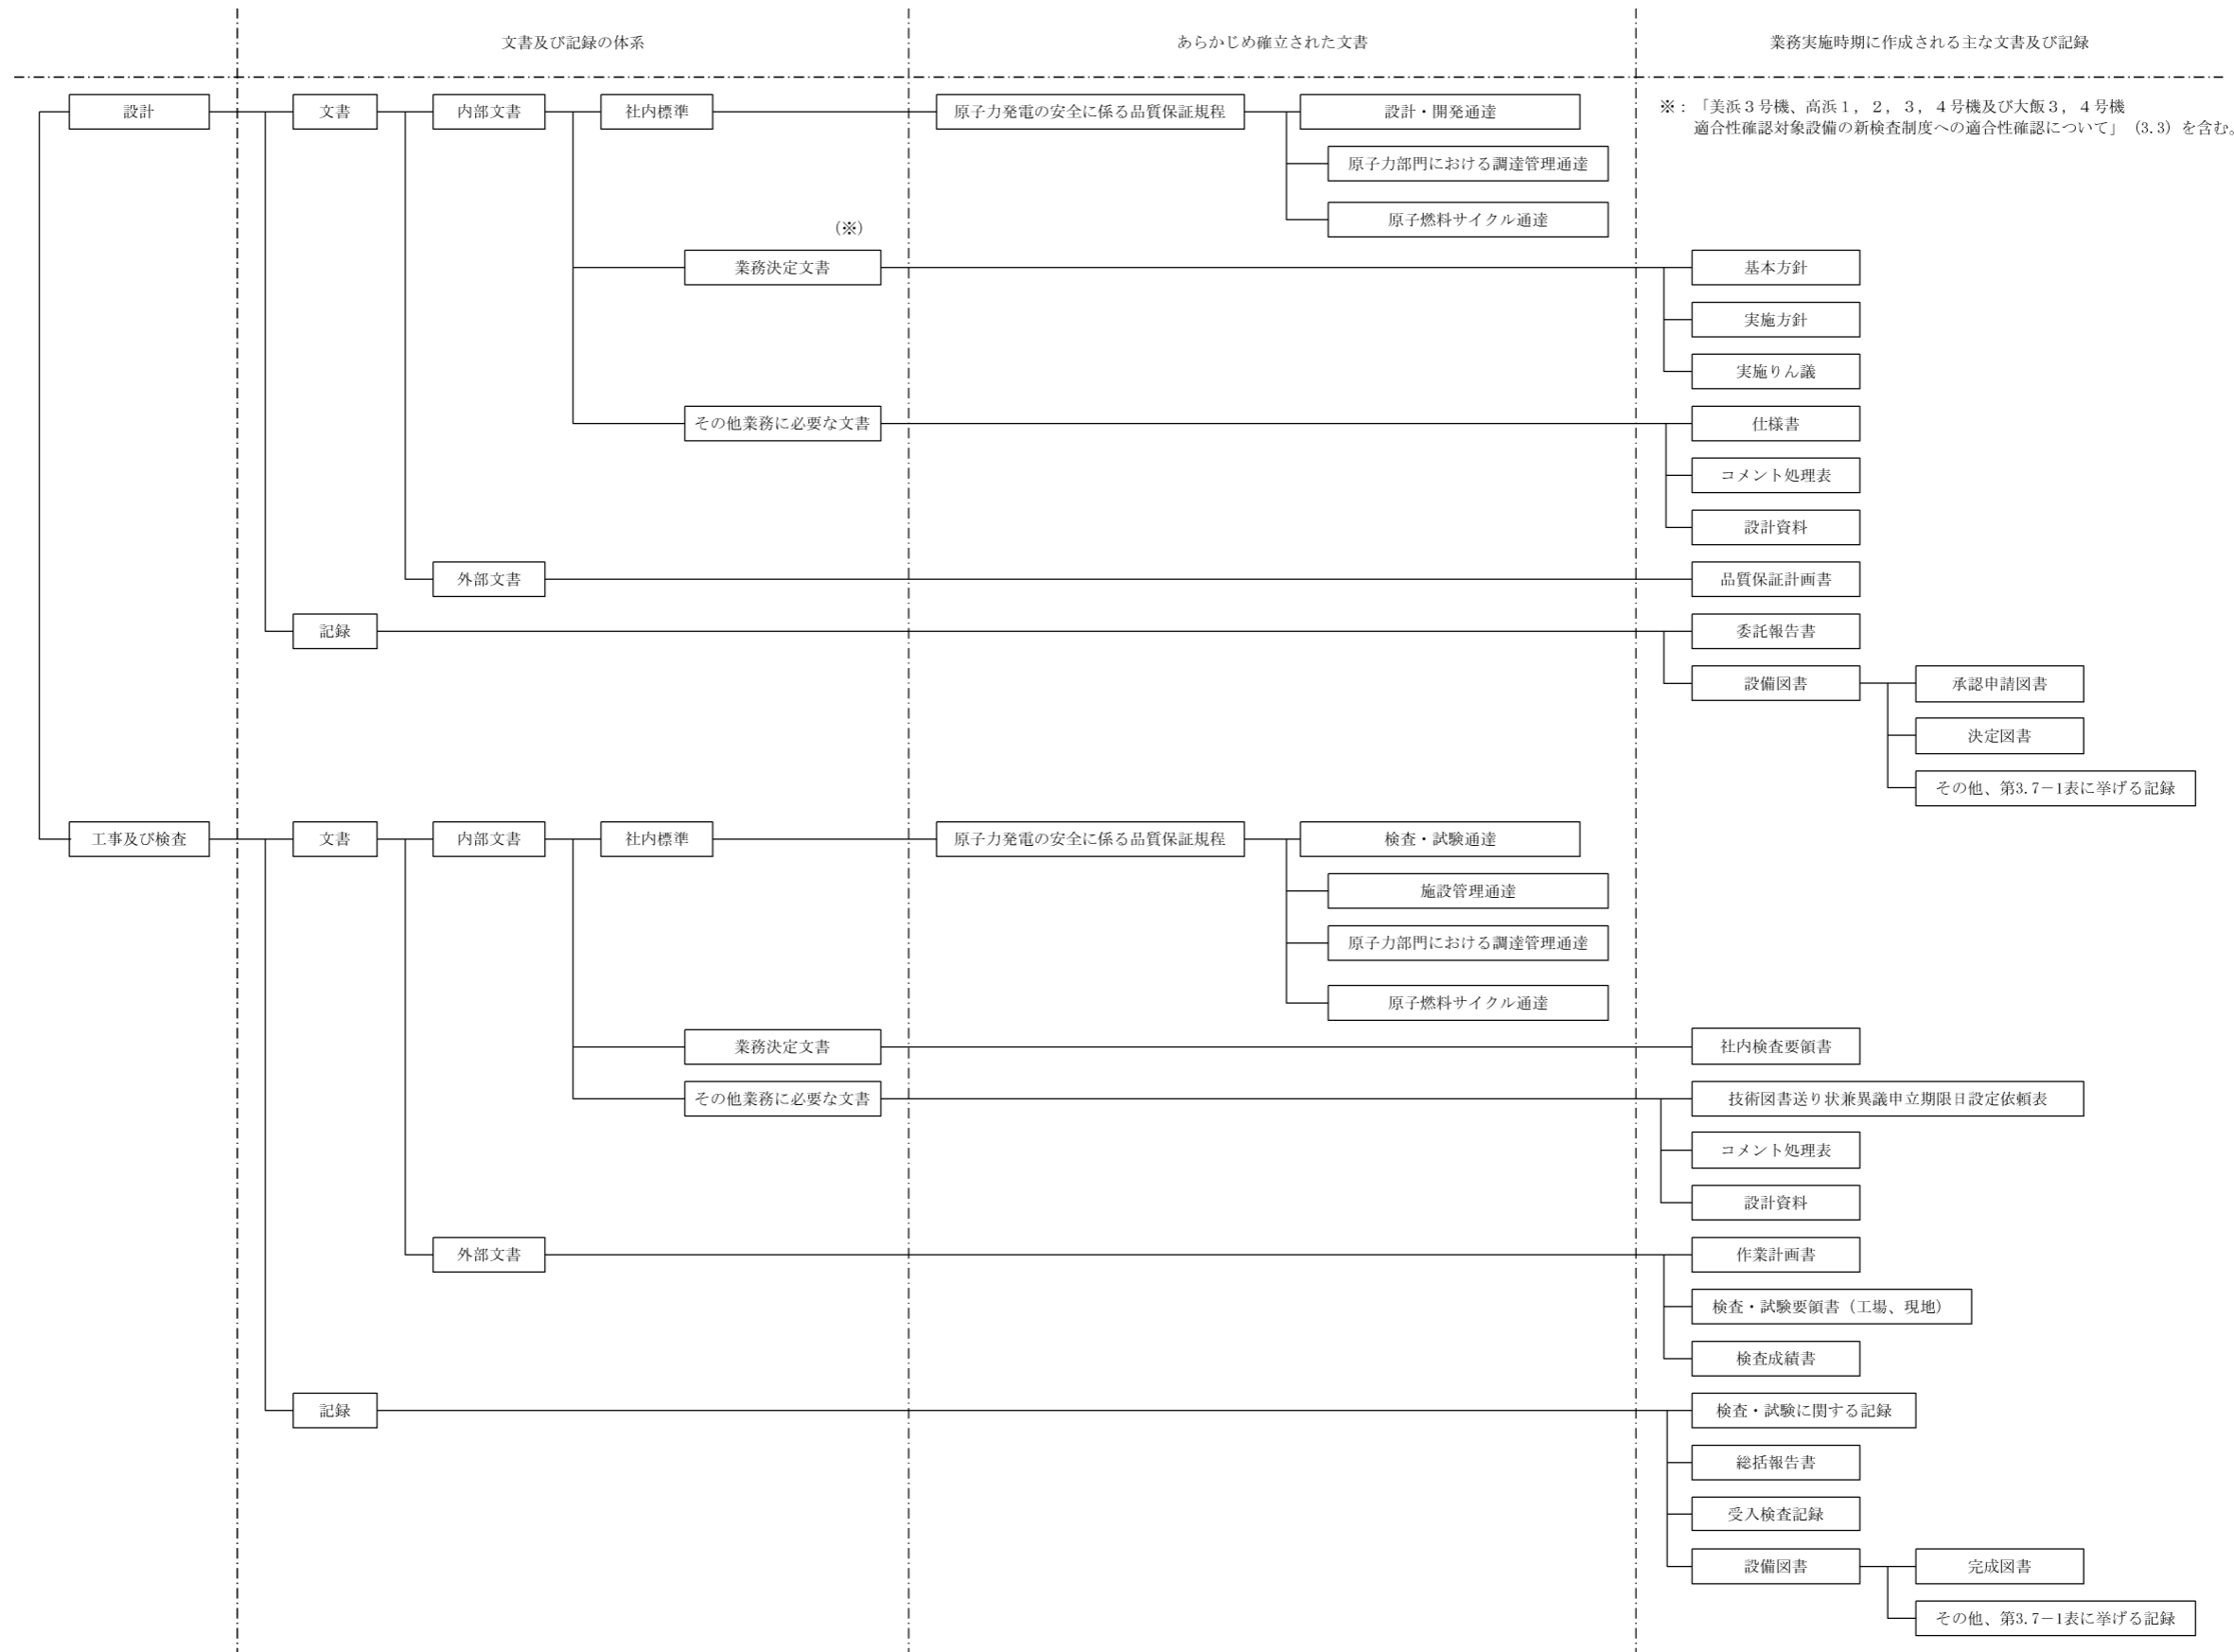 文書及び記録の体系
あらかじめ確立された文書
業務実施時期に作成される主な文書及び記録
設計
文書
内部文書
社内標準
原子力発電の安全に係る品質保証規程
設計・開発通達
※：「美浜３号機、高浜１，２，３，４号機及び大飯３，４号機
適合性確認対象設備の新検査制度への適合性確認について」（3.3）を含む。
原子力部門における調達管理通達
原子燃料サイクル通達
（※）
業務決定文書
基本方針
実施方針
実施りん議
その他業務に必要な文書
仕様書
コメント処理表
設計資料
外部文書
品質保証計画書
記録
委託報告書
設備図書
承認申請図書
決定図書
その他、第3.7－1表に挙げる記録
工事及び検査
文書
内部文書
社内標準
原子力発電の安全に係る品質保証規程
検査・試験通達
施設管理通達
原子力部門における調達管理通達
原子燃料サイクル通達
業務決定文書
社内検査要領書
その他業務に必要な文書
技術図書送り状兼異議申立期限日設定依頼表
コメント処理表
設計資料
外部文書
作業計画書
検査・試験要領書（工場、現地）
検査成績書
記録
検査・試験に関する記録
総括報告書
受入検査記録
設備図書
完成図書
その他、第3.7－1表に挙げる記録